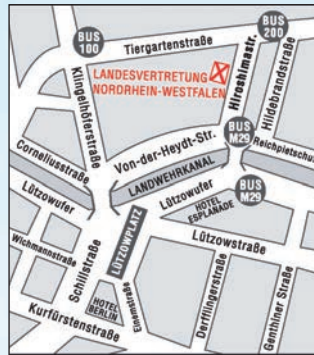 BUS
100
BUS
200
Tiergartenstraße
LANDESVERTRETUNG
NORDRHEIN-WESTFALEN
Hiroshimastr.
Hildebrandstraße
Klingelhöferstraße
Corneliusstraße
Von-der-Heydt-Str.
BUS
M29
Reichpietschufer
LANDWEHRKANAL
Lützowufer
Lützowufer
BUS
M29
HOTEL
ESPLANADE
LÜTZOWPLATZ
Lützowstraße
Wichmannstraße
Schillstraße
HOTEL
BERLIN
Einemstraße
Derfflingerstraße
Genthiner Straße
Kurfürstenstraße